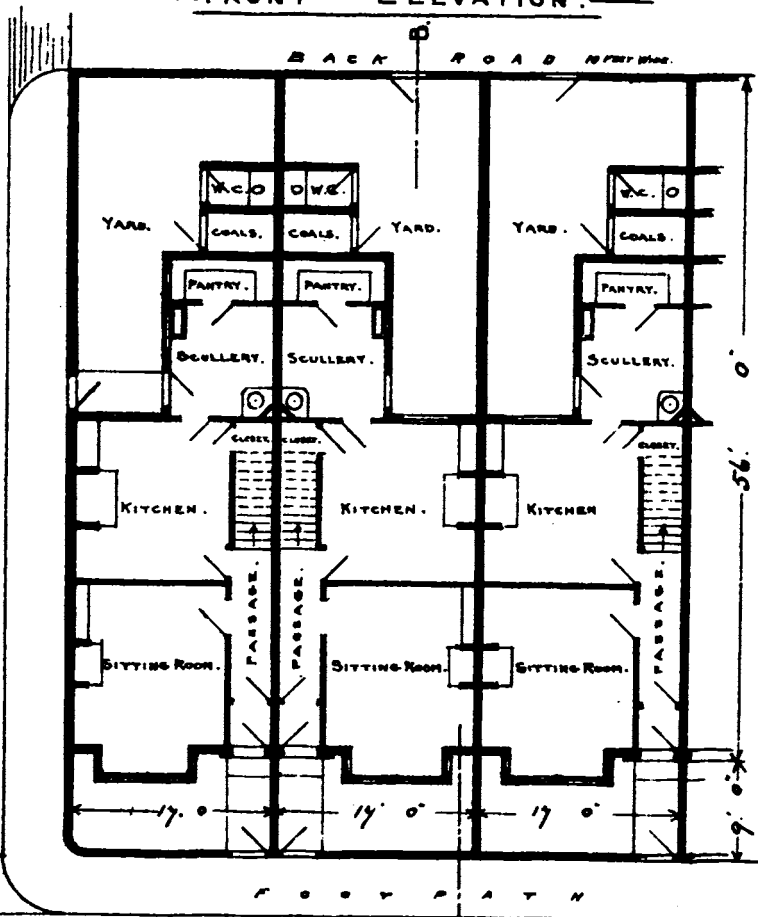 FRONT ELEVATION.
B
BACK ROAD
W.C. W.C. W.C.
YARD. YARD. YARD.
COALS. COALS. COALS.
PANTRY. PANTRY. PANTRY.
SCULLERY. SCULLERY. SCULLERY.
CLOSET. CLOSET. CLOSET.
KITCHEN. KITCHEN. KITCHEN
PASSAGE. PASSAGE. PASSAGE.
SITTING ROOM. SITTING ROOM. SITTING ROOM.
56' 0"
17. 0 17' 0" 17 0"
9' 0"
FOOT PATH